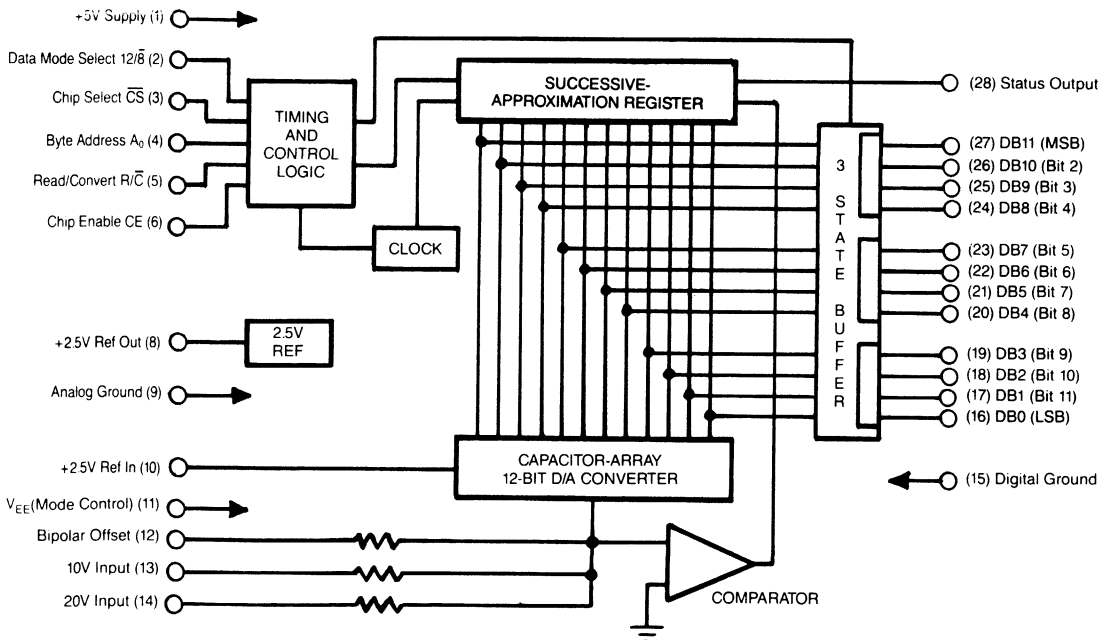 +5V Supply (1)
Data Mode Select 12/8̅ (2)
Chip Select C̅S̅ (3)
Byte Address A₀ (4)
Read/Convert R/C̅ (5)
Chip Enable CE (6)
+2.5V Ref Out (8)
Analog Ground (9)
+2.5V Ref In (10)
V_EE(Mode Control) (11)
Bipolar Offset (12)
10V Input (13)
20V Input (14)
TIMING
AND
CONTROL
LOGIC
CLOCK
2.5V
REF
SUCCESSIVE-
APPROXIMATION REGISTER
CAPACITOR-ARRAY
12-BIT D/A CONVERTER
COMPARATOR
3 STATE BUFFER
(28) Status Output
(27) DB11 (MSB)
(26) DB10 (Bit 2)
(25) DB9 (Bit 3)
(24) DB8 (Bit 4)
(23) DB7 (Bit 5)
(22) DB6 (Bit 6)
(21) DB5 (Bit 7)
(20) DB4 (Bit 8)
(19) DB3 (Bit 9)
(18) DB2 (Bit 10)
(17) DB1 (Bit 11)
(16) DB0 (LSB)
(15) Digital Ground